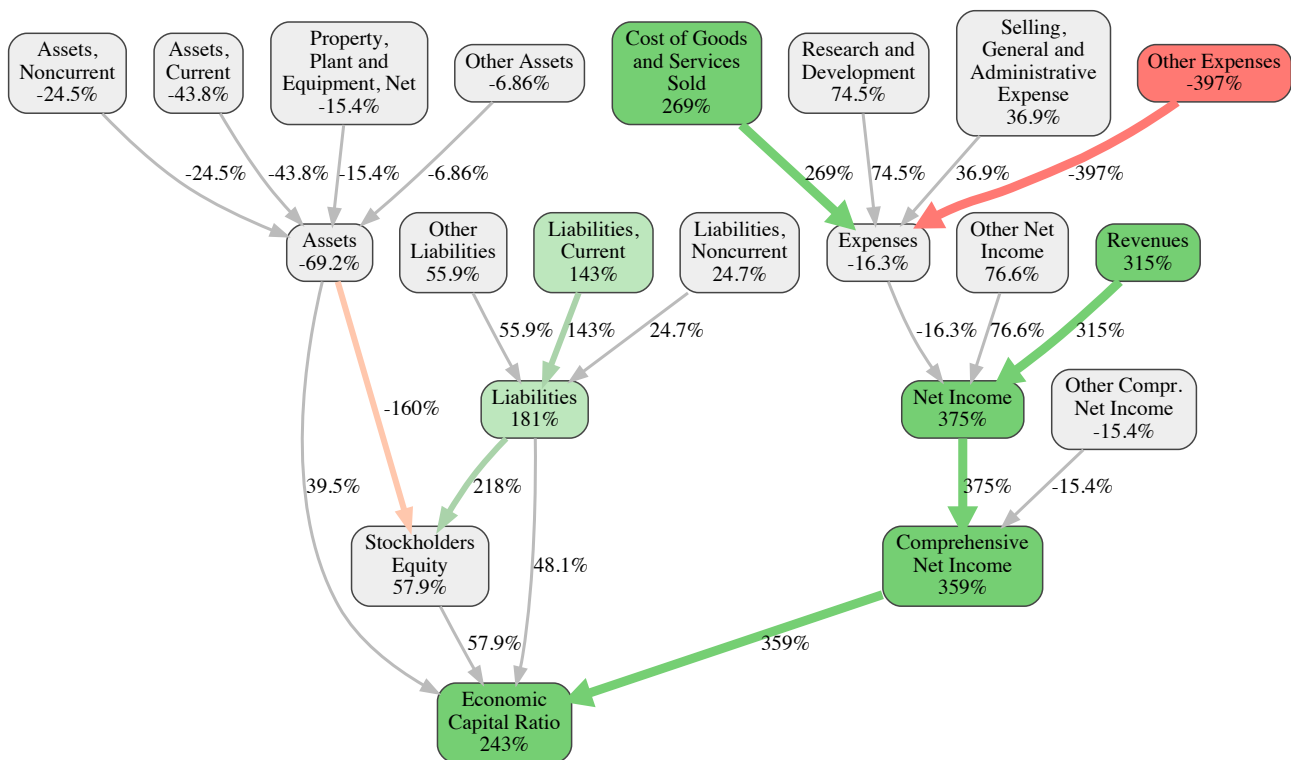 Assets,
Noncurrent
-24.5%
Assets,
Current
-43.8%
Property,
Plant and
Equipment, Net
-15.4%
Other Assets
-6.86%
Cost of Goods
and Services
Sold
269%
Research and
Development
74.5%
Selling,
General and
Administrative
Expense
36.9%
Other Expenses
-397%
-24.5%
-43.8%
-15.4%
-6.86%
269%
74.5%
36.9%
-397%
Assets
-69.2%
Other
Liabilities
55.9%
Liabilities,
Current
143%
Liabilities,
Noncurrent
24.7%
Expenses
-16.3%
Other Net
Income
76.6%
Revenues
315%
55.9%
143%
24.7%
-16.3%
76.6%
315%
-160%
Liabilities
181%
Net Income
375%
Other Compr.
Net Income
-15.4%
39.5%
218%
48.1%
375%
-15.4%
Stockholders
Equity
57.9%
Comprehensive
Net Income
359%
57.9%
359%
Economic
Capital Ratio
243%